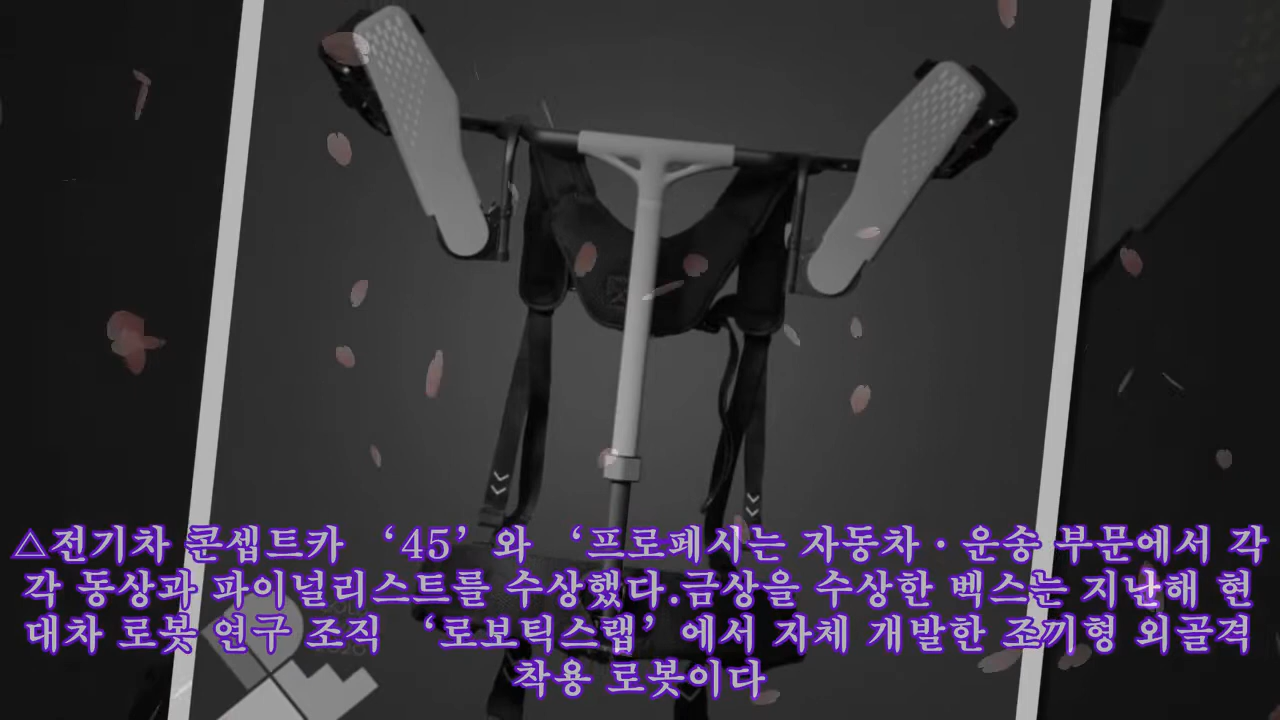 △전기차 콘셉트카 ‘45’와 ‘프로페시는 자동차·운송 부문에서 각
각 동상과 파이널리스트를 수상했다.금상을 수상한 벡스는 지난해 현
대차 로봇 연구 조직 ‘로보틱스랩’에서 자체 개발한 조끼형 외골격
착용 로봇이다